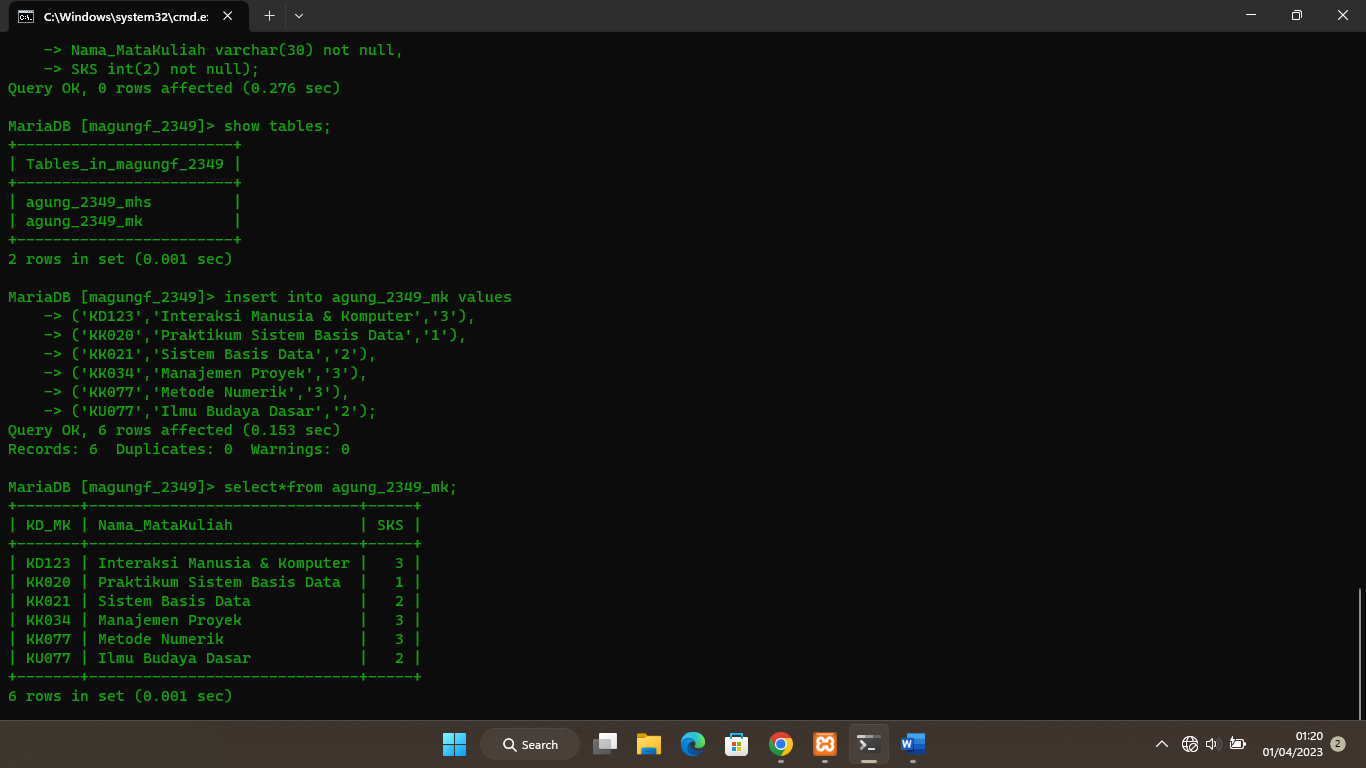 C:\Windows\system32\cmd.e:
    -> Nama_MataKuliah varchar(30) not null,
    -> SKS int(2) not null);
Query OK, 0 rows affected (0.276 sec)
MariaDB [magungf_2349]> show tables;
+------------------------+
| Tables_in_magungf_2349 |
+------------------------+
| agung_2349_mhs         |
| agung_2349_mk          |
+------------------------+
2 rows in set (0.001 sec)
MariaDB [magungf_2349]> insert into agung_2349_mk values
    -> ('KD123','Interaksi Manusia & Komputer','3'),
    -> ('KK020','Praktikum Sistem Basis Data','1'),
    -> ('KK021','Sistem Basis Data','2'),
    -> ('KK034','Manajemen Proyek','3'),
    -> ('KK077','Metode Numerik','3'),
    -> ('KU077','Ilmu Budaya Dasar','2');
Query OK, 6 rows affected (0.153 sec)
Records: 6  Duplicates: 0  Warnings: 0
MariaDB [magungf_2349]> select*from agung_2349_mk;
+-------+------------------------------+-----+
| KD_MK | Nama_MataKuliah              | SKS |
+-------+------------------------------+-----+
| KD123 | Interaksi Manusia & Komputer |   3 |
| KK020 | Praktikum Sistem Basis Data  |   1 |
| KK021 | Sistem Basis Data            |   2 |
| KK034 | Manajemen Proyek             |   3 |
| KK077 | Metode Numerik               |   3 |
| KU077 | Ilmu Budaya Dasar            |   2 |
+-------+------------------------------+-----+
6 rows in set (0.001 sec)
Search
01:20
01/04/2023
2